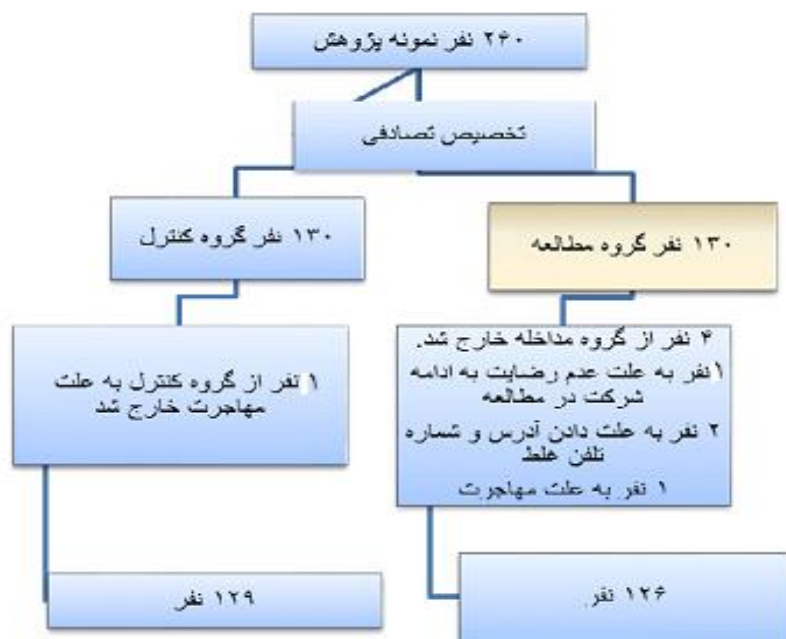 ۲۶۰ نفر نمونه پژوهش
تخصیص تصادفی
۱۳۰ نفر گروه مطالعه
۱۳۰ نفر گروه کنترل
۴ نفر از گروه مداخله خارج شد.
۱نفر به علت عدم رضایت به ادامه
شرکت در مطالعه
۲ نفر به علت دادن آدرس و شماره
تلفن غلط
۱ نفر به علت مهاجرت
۱ نفر از گروه کنترل به علت
مهاجرت خارج شد
۱۲۶ نفر.
۱۲۹ نفر